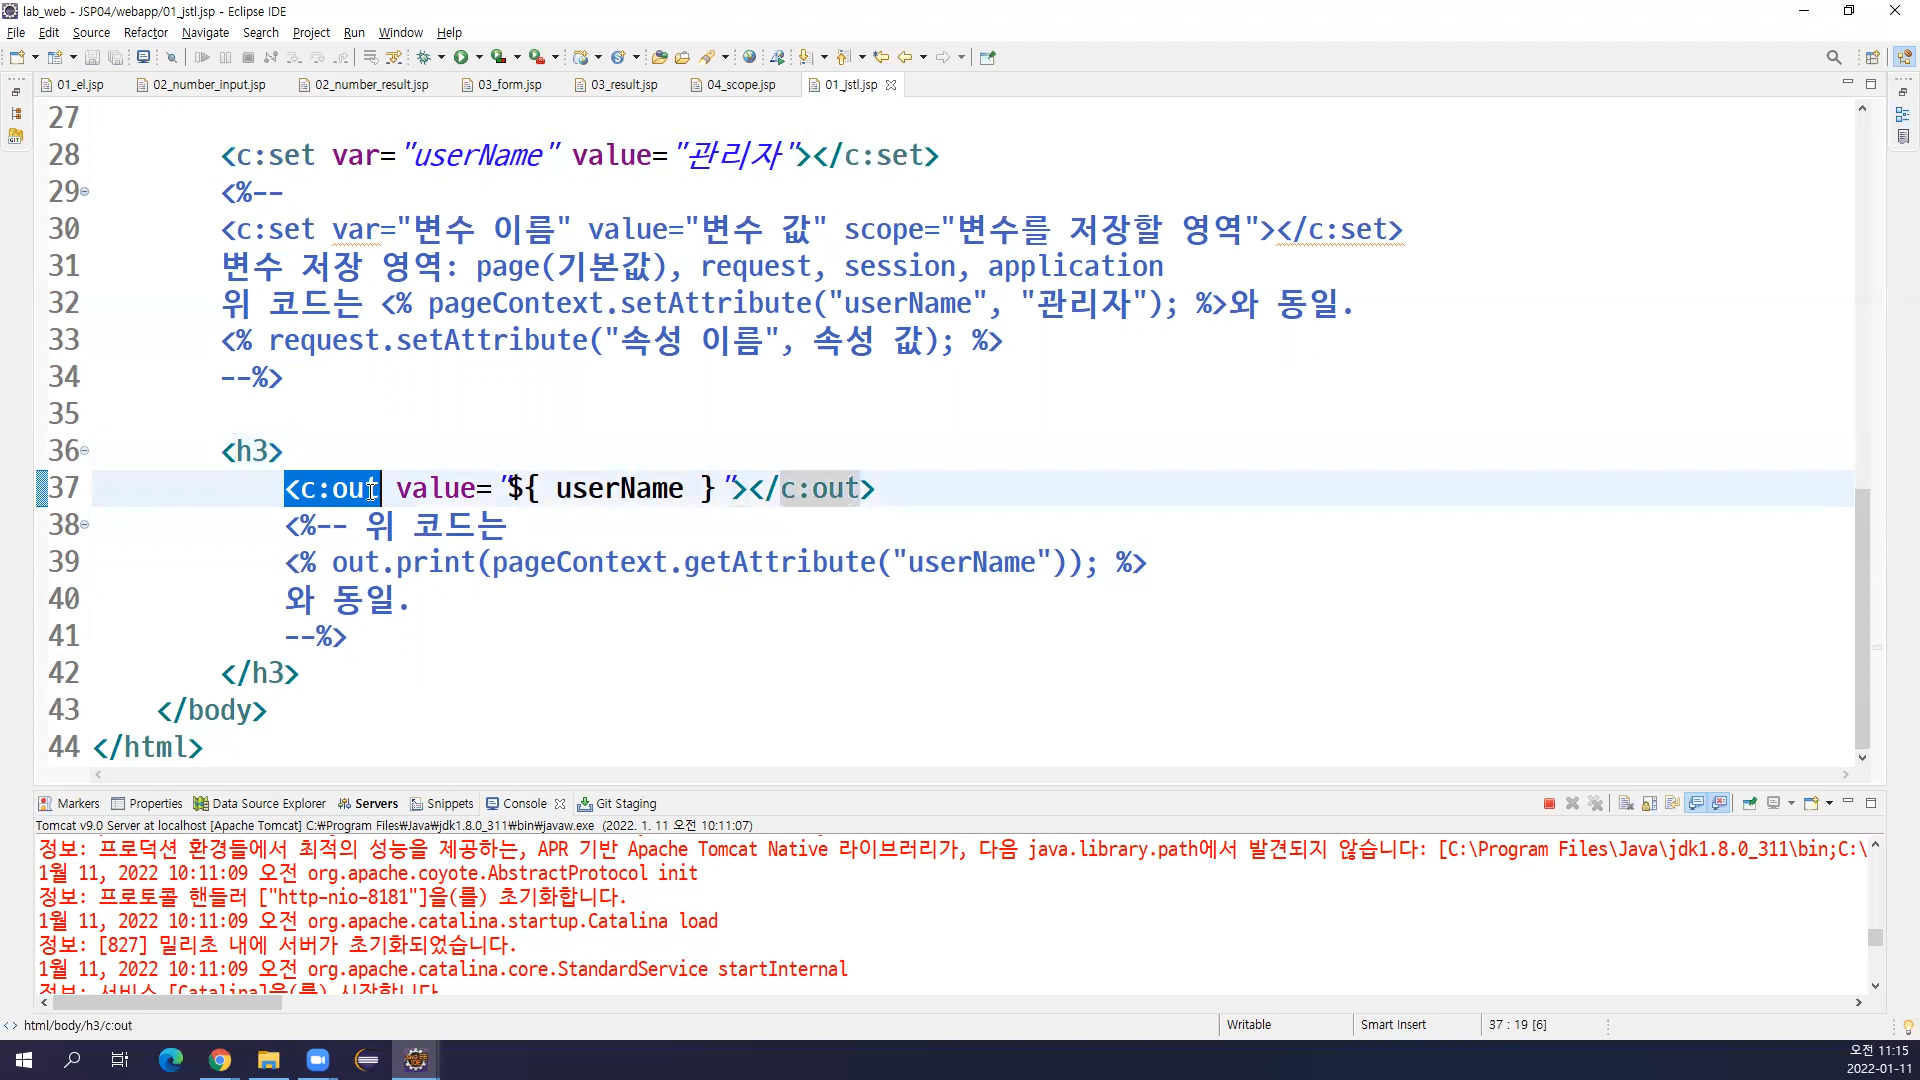 lab_web - JSP04/webapp/01_jstl.jsp - Eclipse IDE
File Edit Source Refactor Navigate Search Project Run Window Help
01_el.jsp 02_number_input.jsp 02_number_result.jsp 03_form.jsp 03_result.jsp 04_scope.jsp 01_jstl.jsp
27
28 <c:set var="userName" value="관리자"></c:set>
29 <%--
30 <c:set var="변수 이름" value="변수 값" scope="변수를 저장할 영역"></c:set>
31 변수 저장 영역: page(기본값), request, session, application
32 위 코드는 <% pageContext.setAttribute("userName", "관리자"); %>와 동일.
33 <% request.setAttribute("속성 이름", 속성 값); %>
34 --%>
35
36 <h3>
37 <c:out value="${ userName }"></c:out>
38 <%-- 위 코드는
39 <% out.print(pageContext.getAttribute("userName")); %>
40 와 동일.
41 --%>
42 </h3>
43 </body>
44 </html>
Markers Properties Data Source Explorer Servers Snippets Console Git Staging
Tomcat v9.0 Server at localhost [Apache Tomcat] C:₩Program Files₩Java₩jdk1.8.0_311₩bin₩javaw.exe (2022. 1. 11 오전 10:11:07)
정보: 프로덕션 환경들에서 최적의 성능을 제공하는, APR 기반 Apache Tomcat Native 라이브러리가, 다음 java.library.path에서 발견되지 않습니다: [C:\Program Files\Java\jdk1.8.0_311\bin;C:\
1월 11, 2022 10:11:09 오전 org.apache.coyote.AbstractProtocol init
정보: 프로토콜 핸들러 ["http-nio-8181"]을(를) 초기화합니다.
1월 11, 2022 10:11:09 오전 org.apache.catalina.startup.Catalina load
정보: [827] 밀리초 내에 서버가 초기화되었습니다.
1월 11, 2022 10:11:09 오전 org.apache.catalina.core.StandardService startInternal
정보: 서비스 [Catalina]을(를) 시작합니다.
html/body/h3/c:out Writable Smart Insert 37 : 19 [6]
오전 11:15
2022-01-11